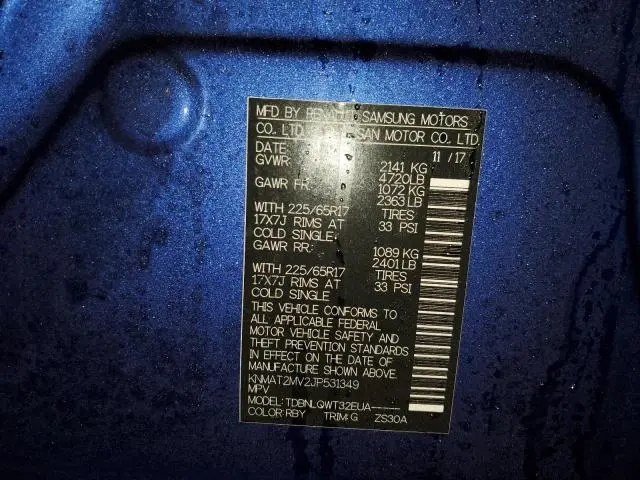 MFD BY SAMSUNG MOTORS
CO. LTD. MOTOR CO. LTD.
DATE: 11 / 17
GVWR: 2141 KG
4720LB
GAWR FR: 1072 KG
2363 LB
WITH 225/65R17 TIRES
17X7J RIMS AT 33 PSI
COLD SINGLE:
GAWR RR: 1089 KG
2401 LB
WITH 225/65R17 TIRES
17X7J RIMS AT 33 PSI
COLD SINGLE
THIS VEHICLE CONFORMS TO
ALL APPLICABLE FEDERAL
MOTOR VEHICLE SAFETY AND
THEFT PREVENTION STANDARDS
IN EFFECT ON THE DATE OF
MANUFACTURE SHOWN ABOVE
KNMAT2MV2JP531349
MPV
MODEL: TDBNLQWT32EUA-----
COLOR:RBY TRIM:G ZS30A